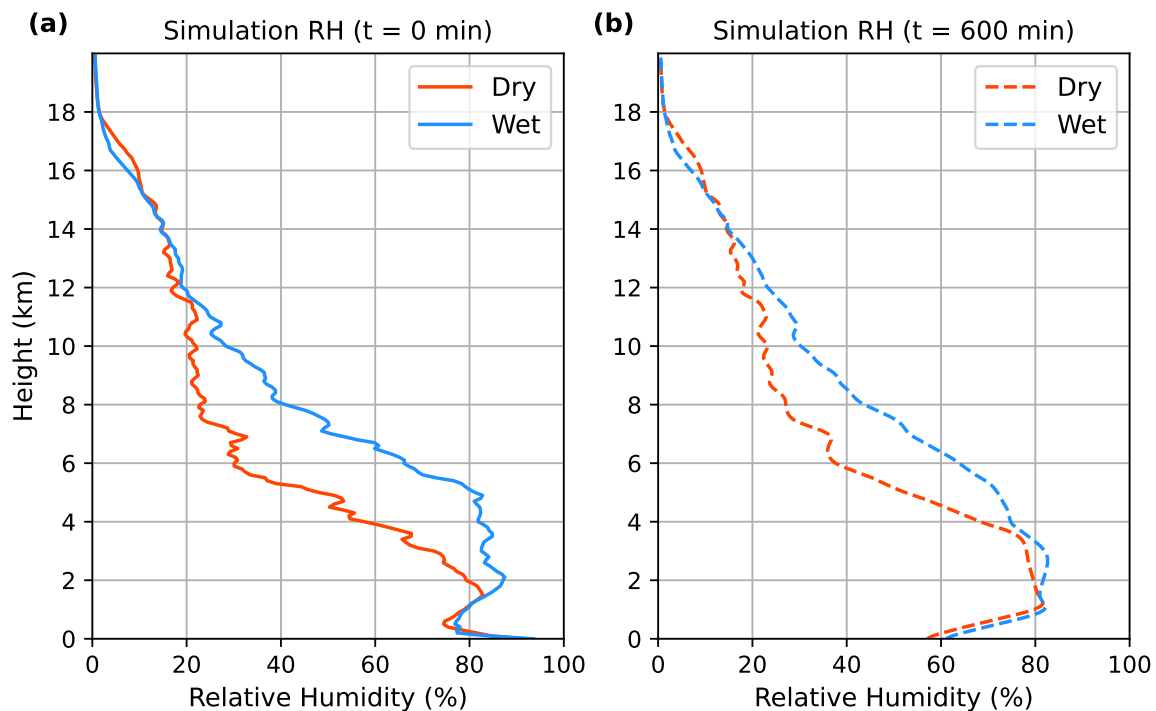 (a) Simulation RH (t = 0 min)
Dry
Wet
Height (km)
18
16
14
12
10
8
6
4
2
0
0 20 40 60 80 100
Relative Humidity (%)
(b) Simulation RH (t = 600 min)
Dry
Wet
18
16
14
12
10
8
6
4
2
0
0 20 40 60 80 100
Relative Humidity (%)